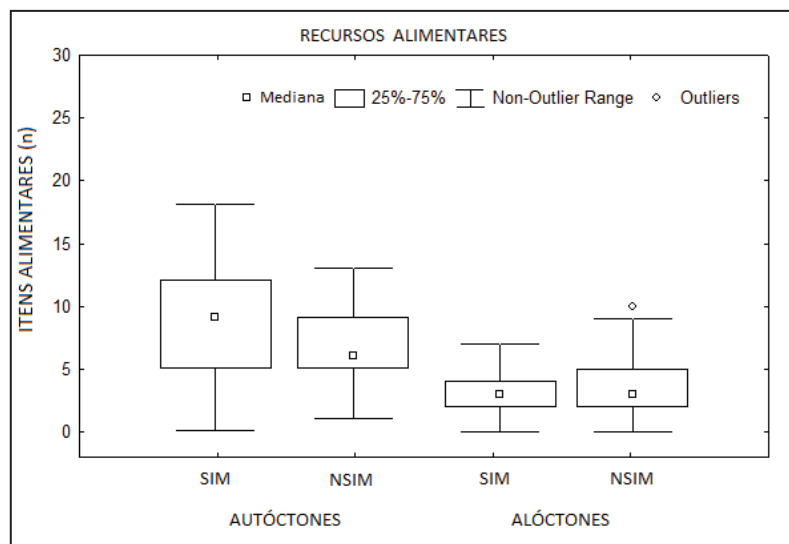 RECURSOS ALIMENTARES
Mediana 25%-75% Non-Outlier Range Outliers
ITENS ALIMENTARES (n)
30
25
20
15
10
5
0
SIM NSIM SIM NSIM
AUTÓCTONES ALÓCTONES